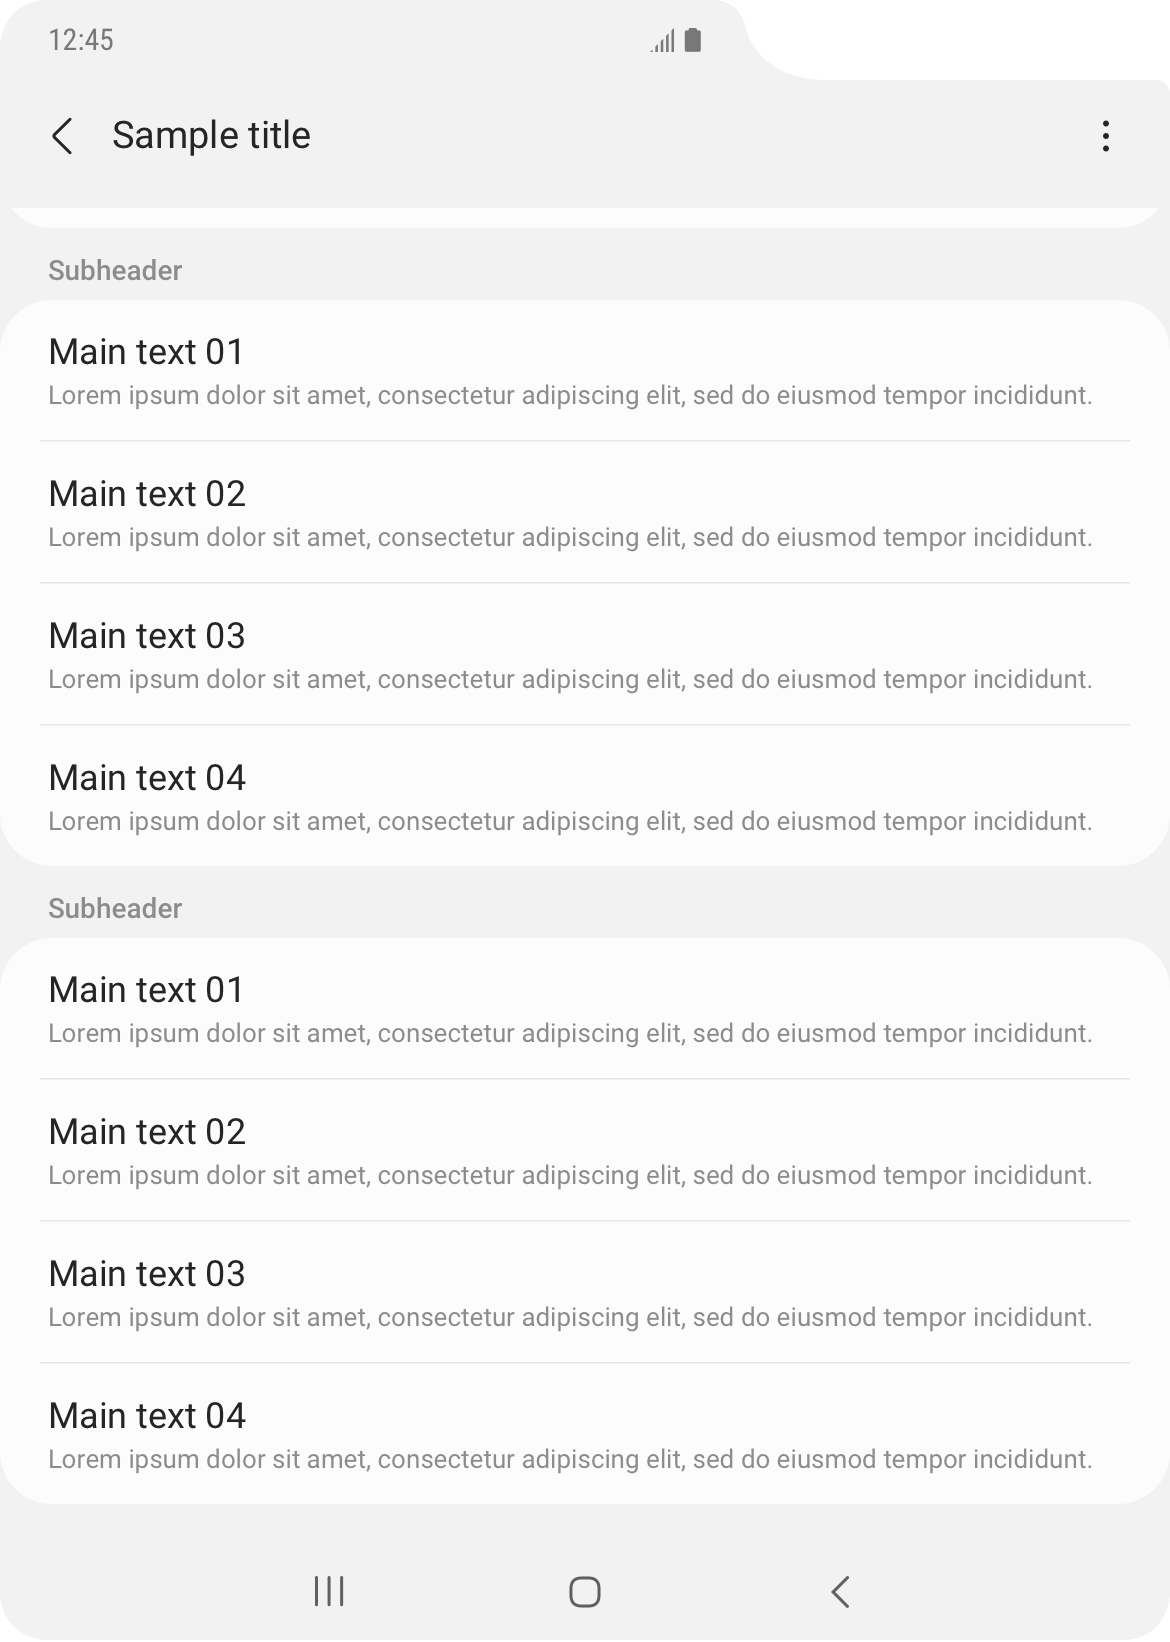 12:45
Sample title
Subheader
Main text 01
Lorem ipsum dolor sit amet, consectetur adipiscing elit, sed do eiusmod tempor incididunt.
Main text 02
Lorem ipsum dolor sit amet, consectetur adipiscing elit, sed do eiusmod tempor incididunt.
Main text 03
Lorem ipsum dolor sit amet, consectetur adipiscing elit, sed do eiusmod tempor incididunt.
Main text 04
Lorem ipsum dolor sit amet, consectetur adipiscing elit, sed do eiusmod tempor incididunt.
Subheader
Main text 01
Lorem ipsum dolor sit amet, consectetur adipiscing elit, sed do eiusmod tempor incididunt.
Main text 02
Lorem ipsum dolor sit amet, consectetur adipiscing elit, sed do eiusmod tempor incididunt.
Main text 03
Lorem ipsum dolor sit amet, consectetur adipiscing elit, sed do eiusmod tempor incididunt.
Main text 04
Lorem ipsum dolor sit amet, consectetur adipiscing elit, sed do eiusmod tempor incididunt.